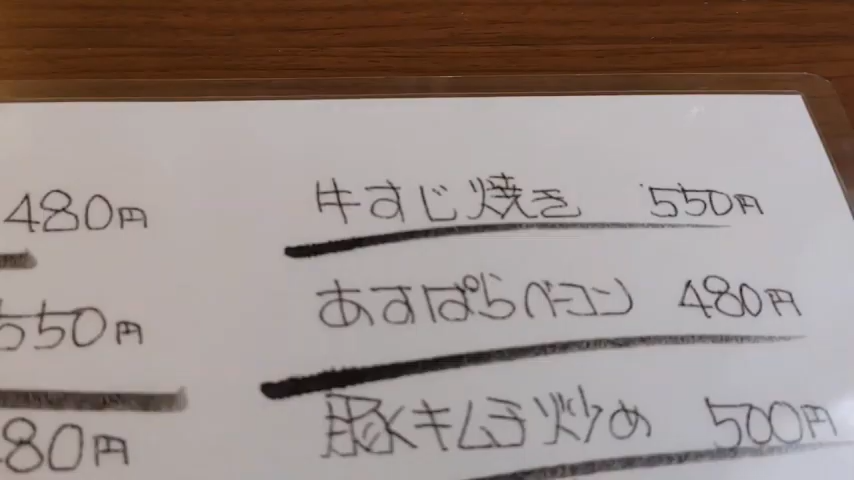 480円
550円
80円
牛すじ焼き 550円
あすぱらベーコン 480円
豚キムチ炒め 500円